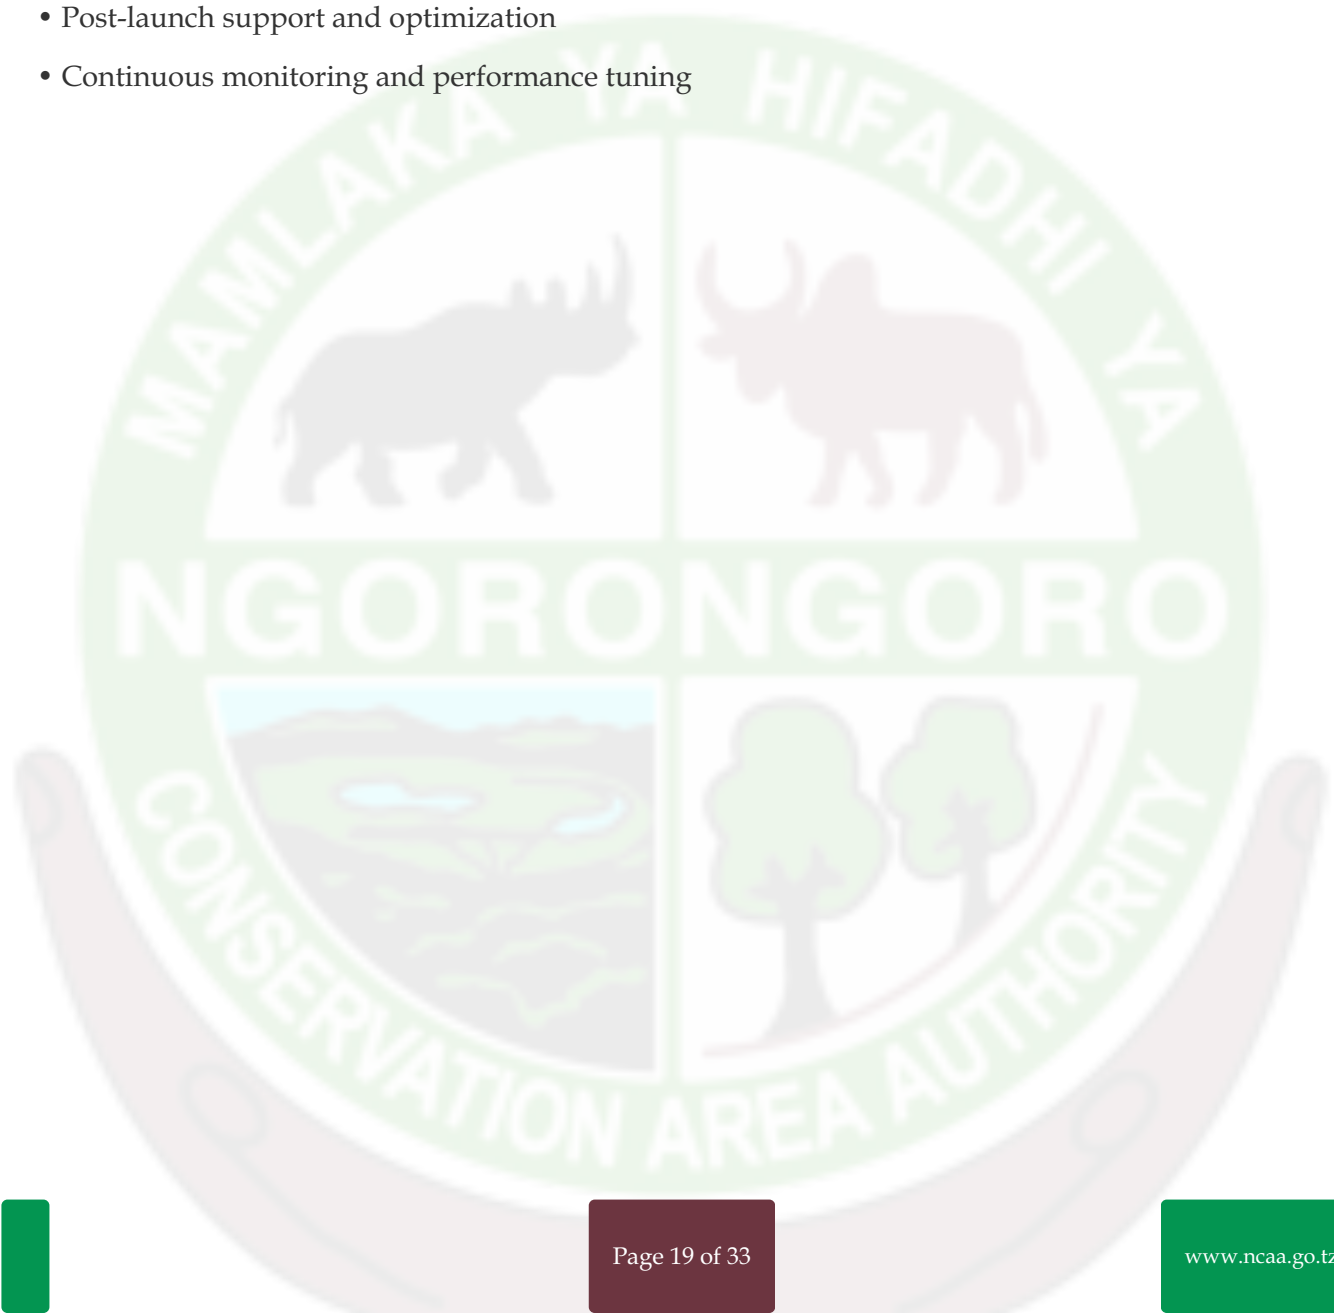 • Post-launch support and optimization
• Continuous monitoring and performance tuning
MAMLAKA YA HIFADHI YA
NGORONGORO
CONSERVATION AREA AUTHORITY
Page 19 of 33
www.ncaa.go.tz